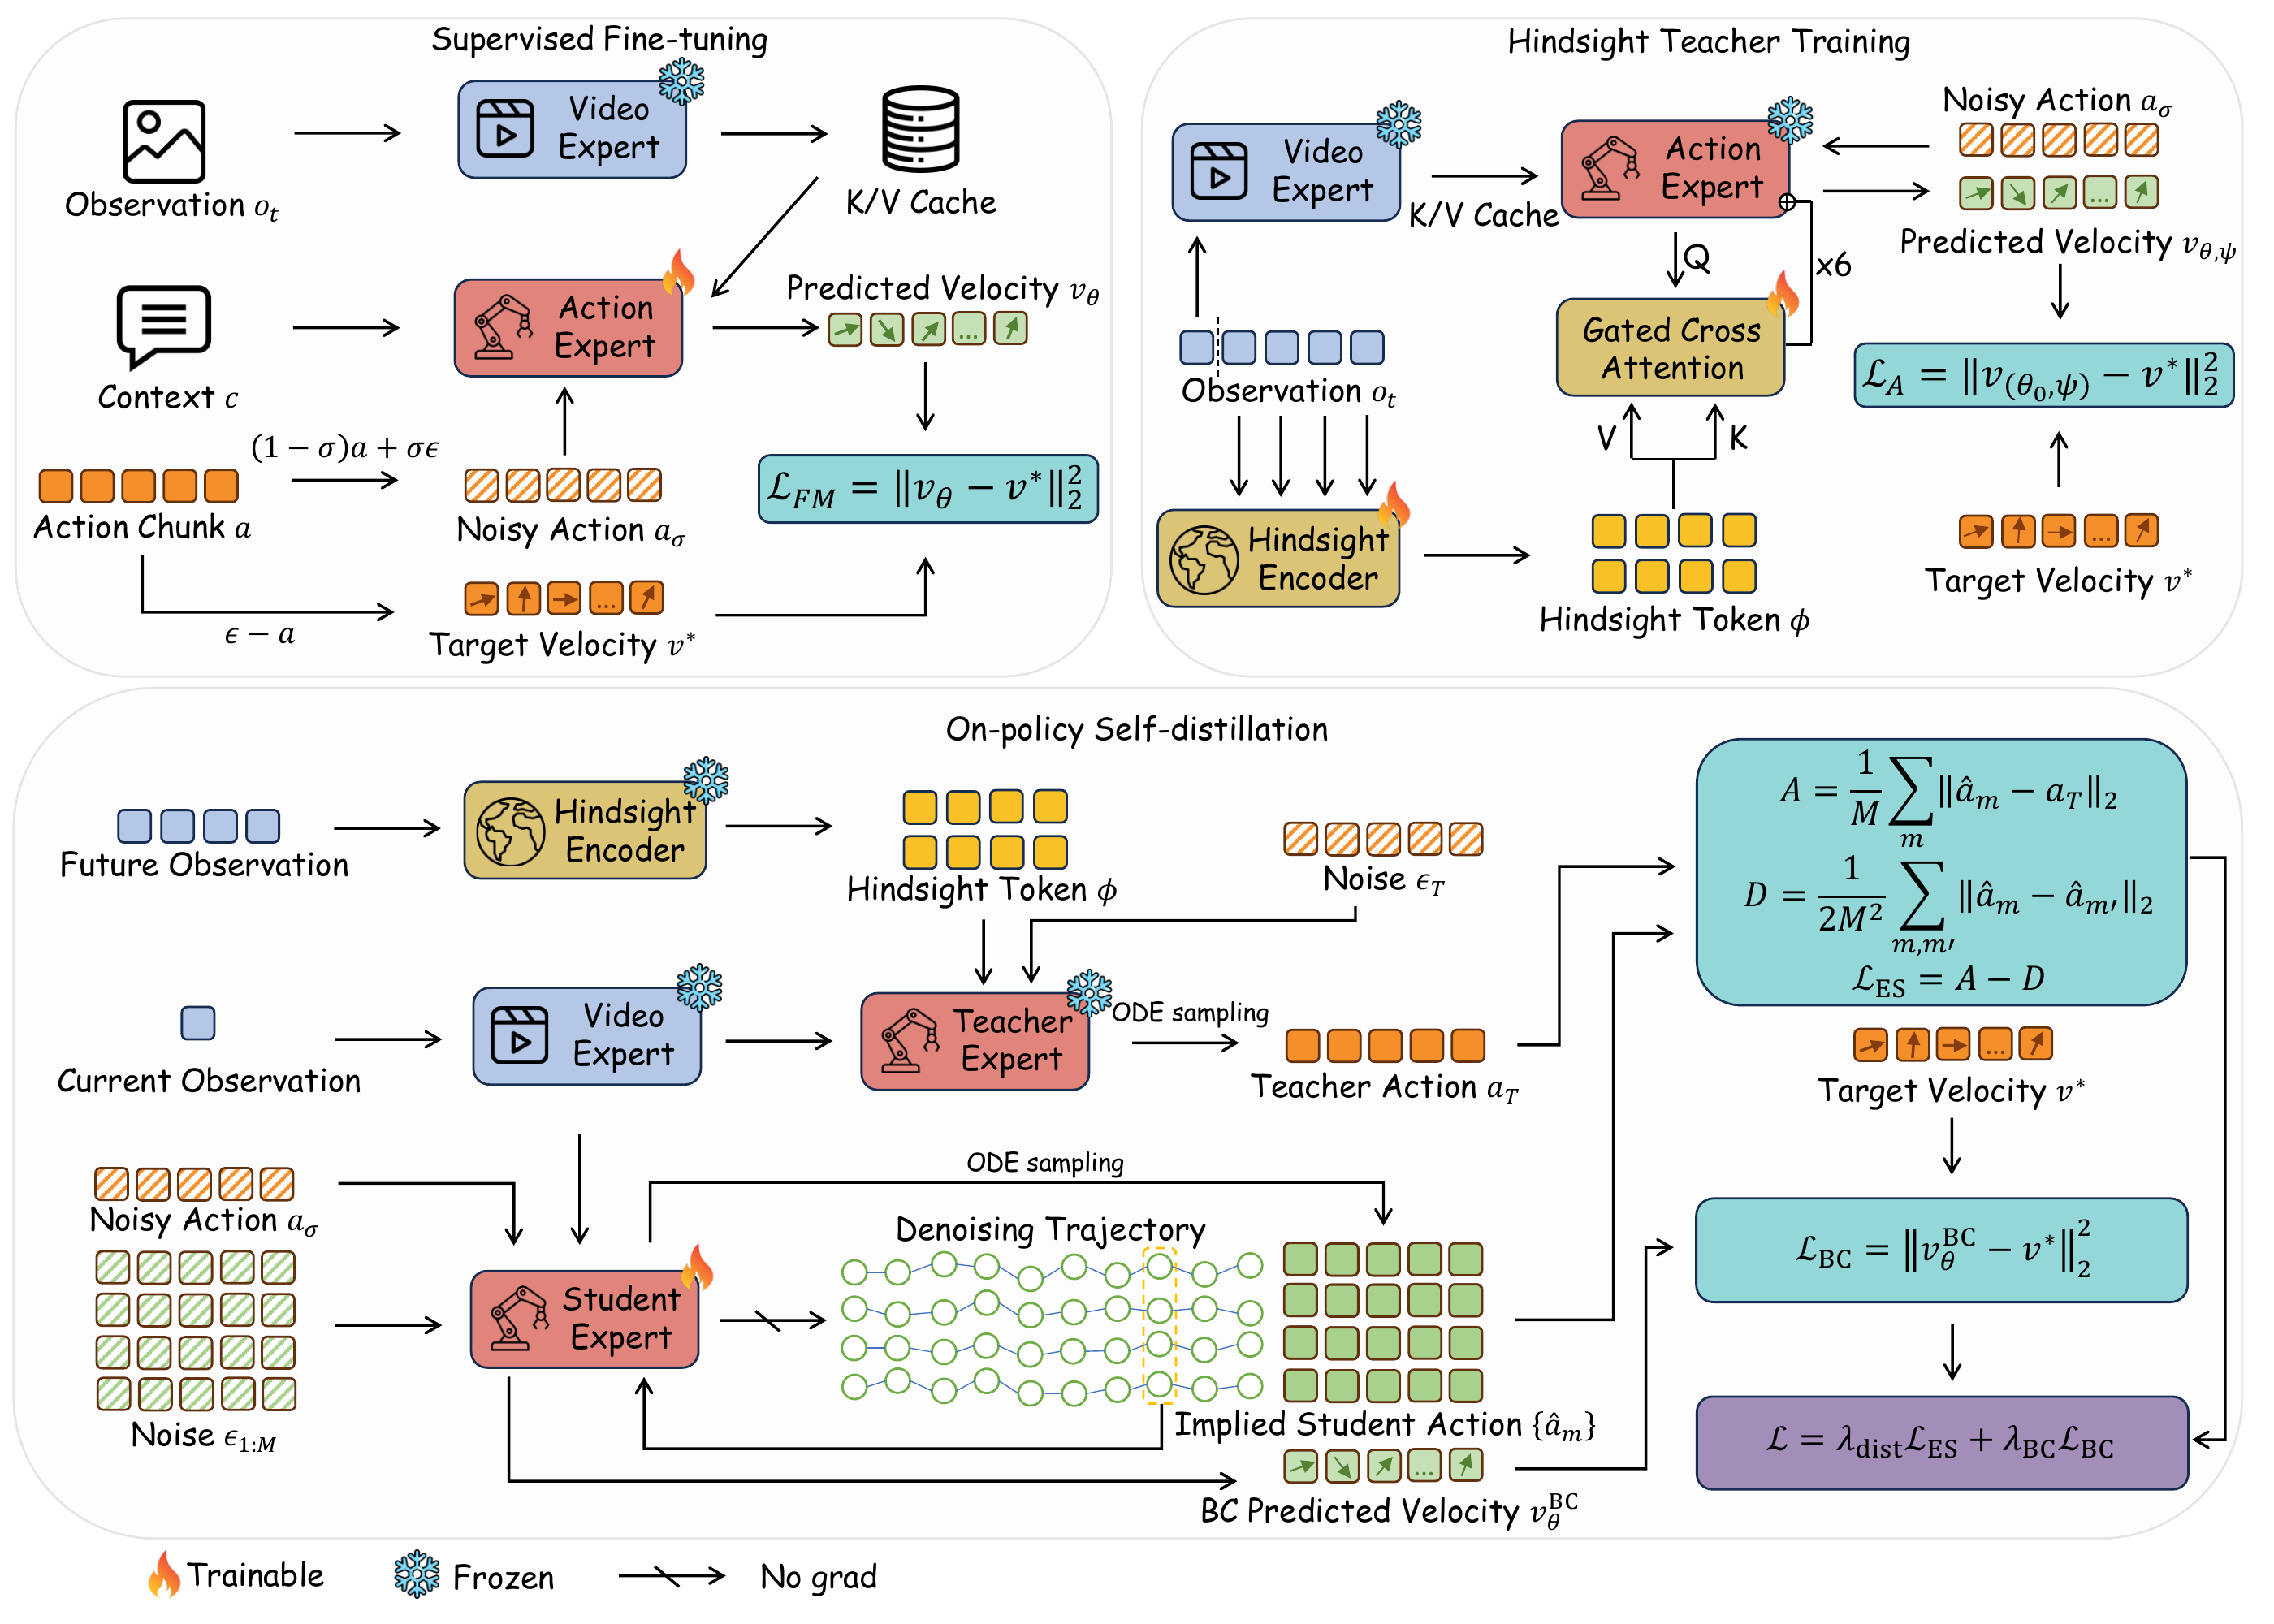 Supervised Fine-tuning
Video
Expert
Observation $o_t$
K/V Cache
Action
Expert
Predicted Velocity $v_\theta$
...
Context $c$
$(1-\sigma)a+\sigma\epsilon$
Action Chunk $a$
Noisy Action $a_\sigma$
$\mathcal{L}_{FM} = \|v_\theta - v^*\|_2^2$
...
$\epsilon - a$
Target Velocity $v^*$
Hindsight Teacher Training
Video
Expert
K/V Cache
Action
Expert
Noisy Action $a_\sigma$
...
Predicted Velocity $v_{\theta,\psi}$
Q
x6
Gated Cross
Attention
Observation $o_t$
$\mathcal{L}_A = \|v_{(\theta_0,\psi)} - v^*\|_2^2$
V
K
Hindsight
Encoder
Hindsight Token $\phi$
...
Target Velocity $v^*$
On-policy Self-distillation
Future Observation
Hindsight
Encoder
Hindsight Token $\phi$
Noise $\epsilon_T$
$A = \frac{1}{M}\sum_m \|\hat{a}_m - a_T\|_2$
$D = \frac{1}{2M^2}\sum_{m,m'} \|\hat{a}_m - \hat{a}_{m'}\|_2$
$\mathcal{L}_{ES} = A - D$
Current Observation
Video
Expert
Teacher
Expert
ODE sampling
Teacher Action $a_T$
...
Target Velocity $v^*$
Noisy Action $a_\sigma$
ODE sampling
Denoising Trajectory
Student
Expert
Noise $\epsilon_{1:M}$
Implied Student Action $\{\hat{a}_m\}$
...
BC Predicted Velocity $v_\theta^{BC}$
$\mathcal{L}_{BC} = \|v_\theta^{BC} - v^*\|_2^2$
$\mathcal{L} = \lambda_{dist}\mathcal{L}_{ES} + \lambda_{BC}\mathcal{L}_{BC}$
Trainable
Frozen
No grad